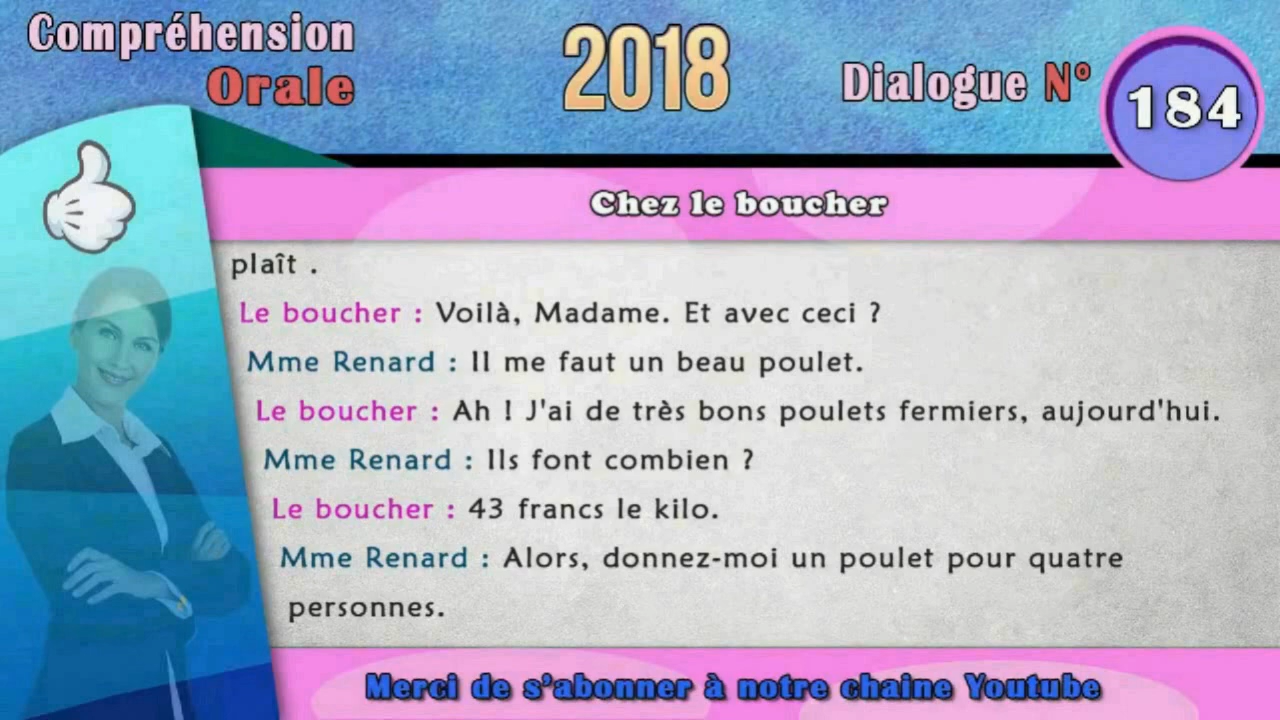 Compréhension
Orale
2018
Dialogue N°
184
Chez le boucher
plaît .
Le boucher : Voilà, Madame. Et avec ceci ?
Mme Renard : Il me faut un beau poulet.
Le boucher : Ah ! J'ai de très bons poulets fermiers, aujourd'hui.
Mme Renard : Ils font combien ?
Le boucher : 43 francs le kilo.
Mme Renard : Alors, donnez-moi un poulet pour quatre
personnes.
Merci de s'abonner à notre chaine Youtube